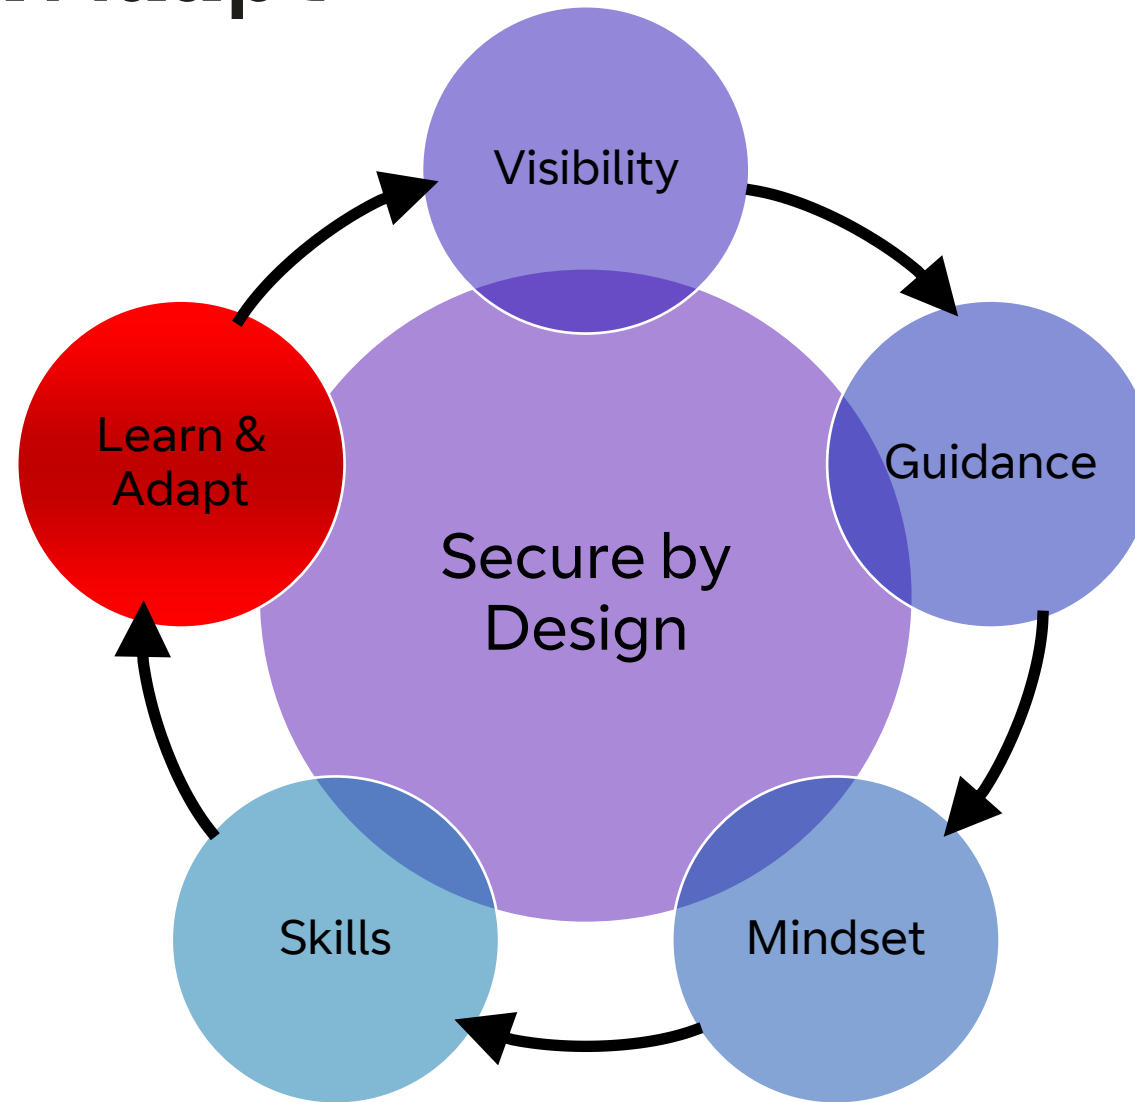 Visibility
Guidance
Learn &
Adapt
Secure by
Design
Skills
Mindset